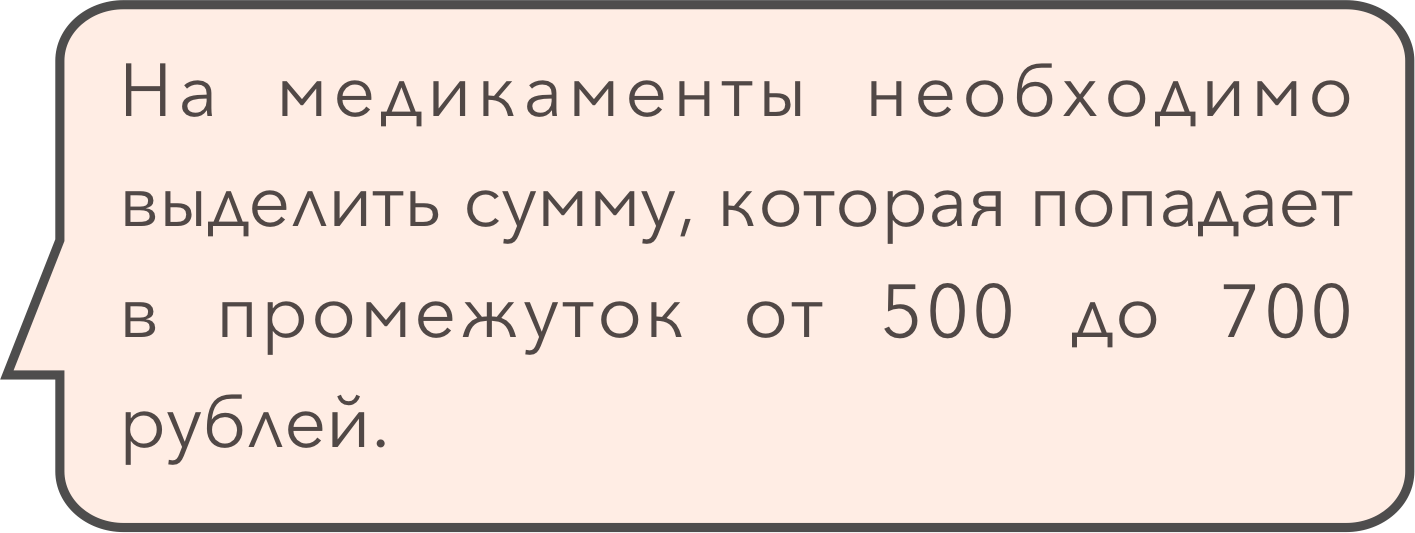 На медикаменты необходимо
выделить сумму, которая попадает
в промежуток от 500 до 700
рублей.